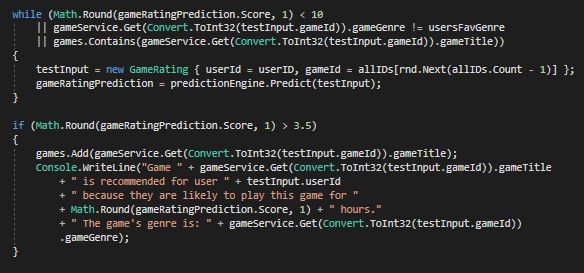 while (Math.Round(gameRatingPrediction.Score, 1) < 10
|| gameService.Get(Convert.ToInt32(testInput.gameId)).gameGenre != usersFavGenre
|| games.Contains(gameService.Get(Convert.ToInt32(testInput.gameId)).gameTitle))
{
testInput = new GameRating { userId = userID, gameId = allIDs[rnd.Next(allIDs.Count - 1)] };
gameRatingPrediction = predictionEngine.Predict(testInput);
}
if (Math.Round(gameRatingPrediction.Score, 1) > 3.5)
{
games.Add(gameService.Get(Convert.ToInt32(testInput.gameId)).gameTitle);
Console.WriteLine("Game " + gameService.Get(Convert.ToInt32(testInput.gameId)).gameTitle
+ " is recommended for user " + testInput.userId
+ " because they are likely to play this game for "
+ Math.Round(gameRatingPrediction.Score, 1) + " hours."
+ " The game's genre is: " + gameService.Get(Convert.ToInt32(testInput.gameId))
.gameGenre);
}